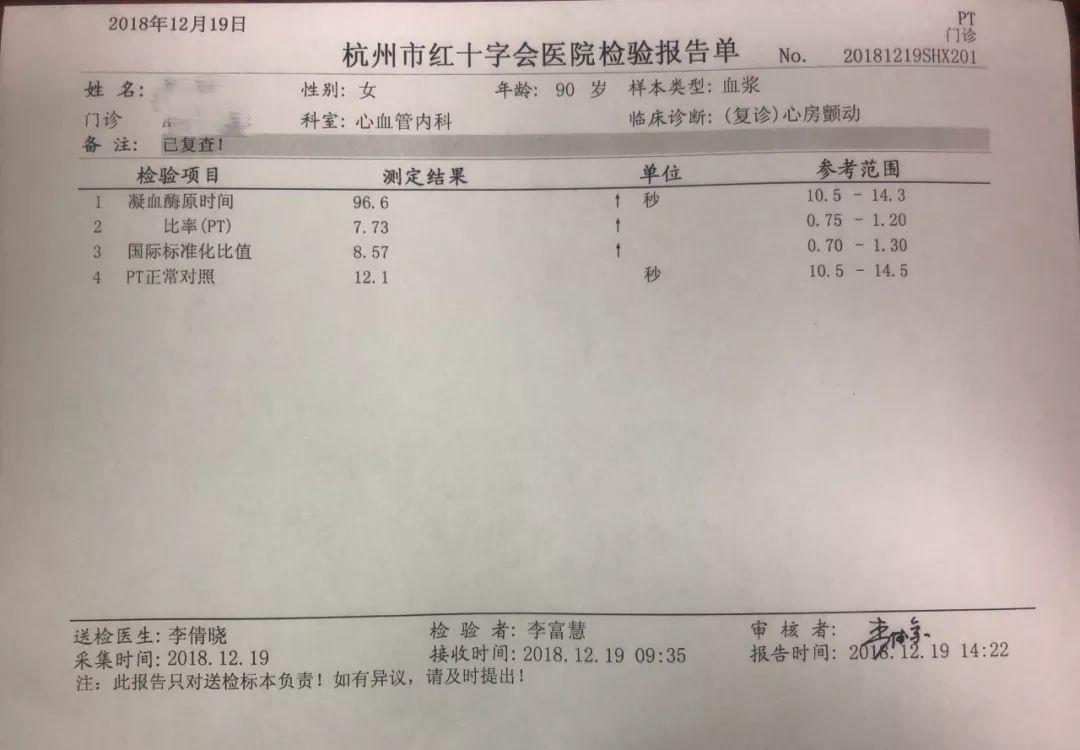 2018年12月19日
PT
门诊
杭州市红十字会医院检验报告单 No. 20181219SHX201
姓 名: 性别: 女 年龄: 90 岁 样本类型: 血浆
门诊 科室: 心血管内科 临床诊断: (复诊)心房颤动
备 注: 已复查!
检验项目 测定结果 单位 参考范围
1 凝血酶原时间 96.6 ↑ 秒 10.5 - 14.3
2 比率(PT) 7.73 ↑ 0.75 - 1.20
3 国际标准化比值 8.57 ↑ 0.70 - 1.30
4 PT正常对照 12.1 秒 10.5 - 14.5
送检医生: 李倩晓 检 验 者: 李富慧 审 核 者:
采集时间: 2018.12.19 接收时间: 2018.12.19 09:35 报告时间: 2018.12.19 14:22
注: 此报告只对送检标本负责! 如有异议, 请及时提出!